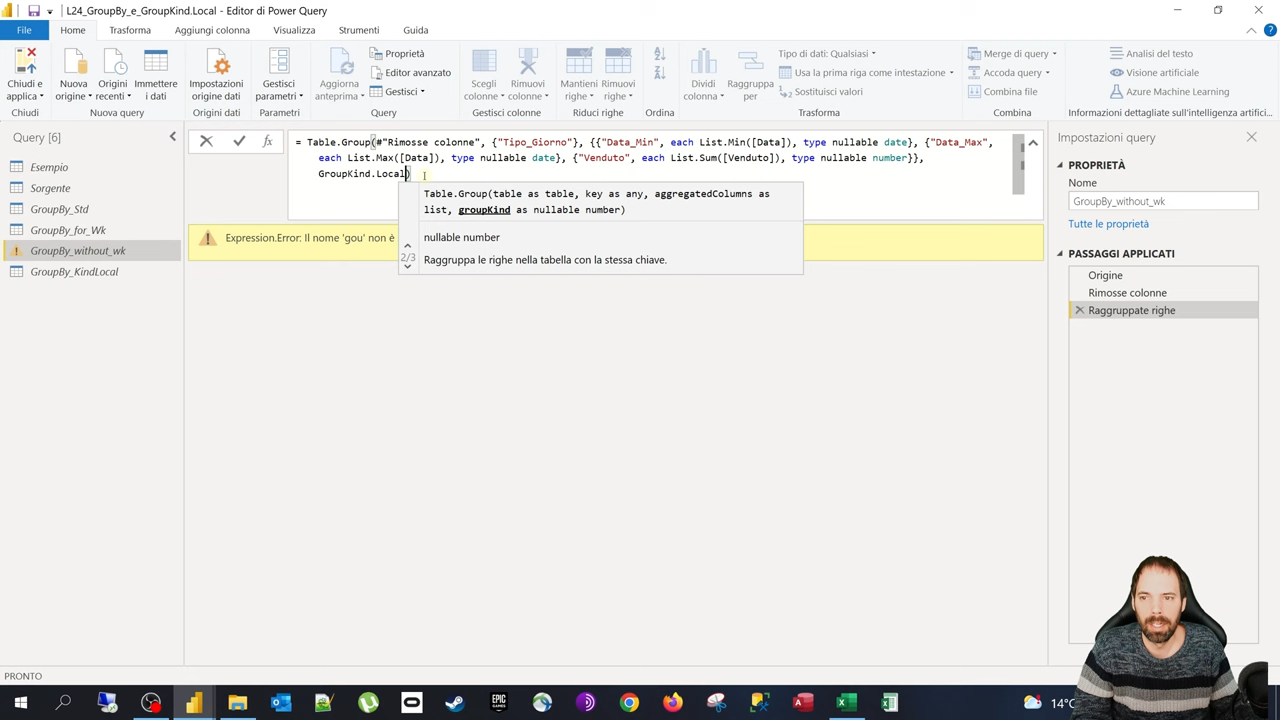 L24_GroupBy_e_GroupKind.Local - Editor di Power Query
File
Home
Trasforma
Aggiungi colonna
Visualizza
Strumenti
Guida
Chiudi e
applica
Nuova
origine
Origini
recenti
Immettere
i dati
Impostazioni
origine dati
Gestisci
parametri
Aggiorna
anteprima
Proprietà
Editor avanzato
Gestisci
Scegli
colonne
Rimuovi
colonne
Mantieni
righe
Rimuovi
righe
Dividi
colonna
Raggruppa
per
Tipo di dati: Qualsiasi
Usa la prima riga come intestazione
Sostituisci valori
Merge di query
Accoda query
Combina file
Analisi del testo
Visione artificiale
Azure Machine Learning
Chiudi
Nuova query
Origini dati
Parametri
Query
Gestisci colonne
Riduci righe
Ordina
Trasforma
Combina
Informazioni dettagliate sull'intelligenza artifici
Query [6]
Esempio
Sorgente
GroupBy_Std
GroupBy_for_Wk
GroupBy_without_wk
GroupBy_KindLocal
fx
= Table.Group(#"Rimosse colonne", {"Tipo_Giorno"}, {{"Data_Min", each List.Min([Data]), type nullable date}, {"Data_Max",
each List.Max([Data]), type nullable date}, {"Venduto", each List.Sum([Venduto]), type nullable number}},
GroupKind.Local)
Table.Group(table as table, key as any, aggregatedColumns as
list, groupKind as nullable number)
nullable number
2/3
Raggruppa le righe nella tabella con la stessa chiave.
Expression.Error: Il nome 'gou' non è
Impostazioni query
PROPRIETÀ
Nome
GroupBy_without_wk
Tutte le proprietà
PASSAGGI APPLICATI
Origine
Rimosse colonne
Raggruppate righe
PRONTO
EPIC
GAMES
14°C